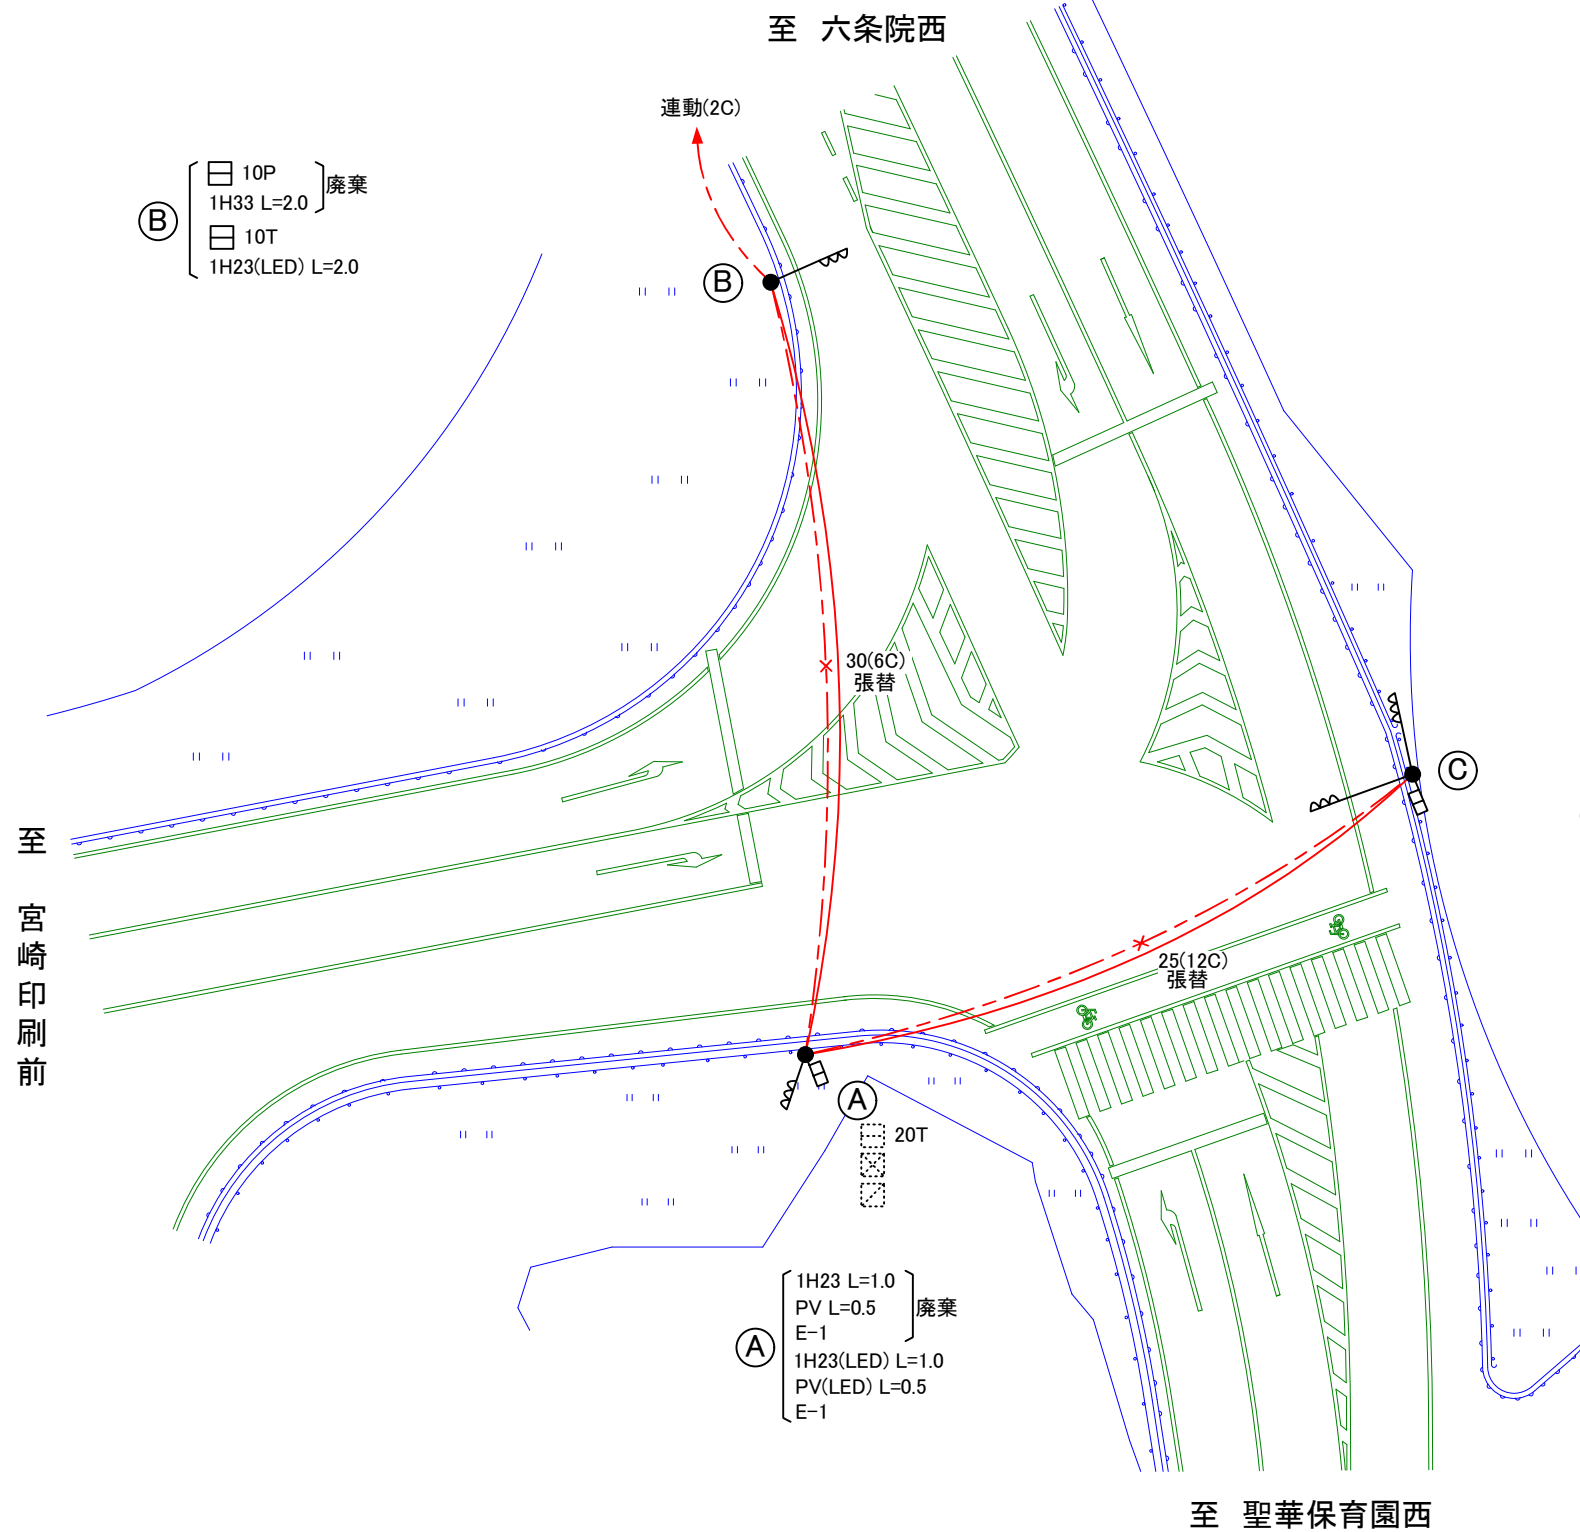 至 六条院西
連動(2C)
B
10P
1H33 L=2.0
廃棄
10T
1H23(LED) L=2.0
B
30(6C)
張替
C
25(12C)
張替
至 宮崎印刷前
A
20T
A
1H23 L=1.0
PV L=0.5
E-1
廃棄
1H23(LED) L=1.0
PV(LED) L=0.5
E-1
至 聖華保育園西